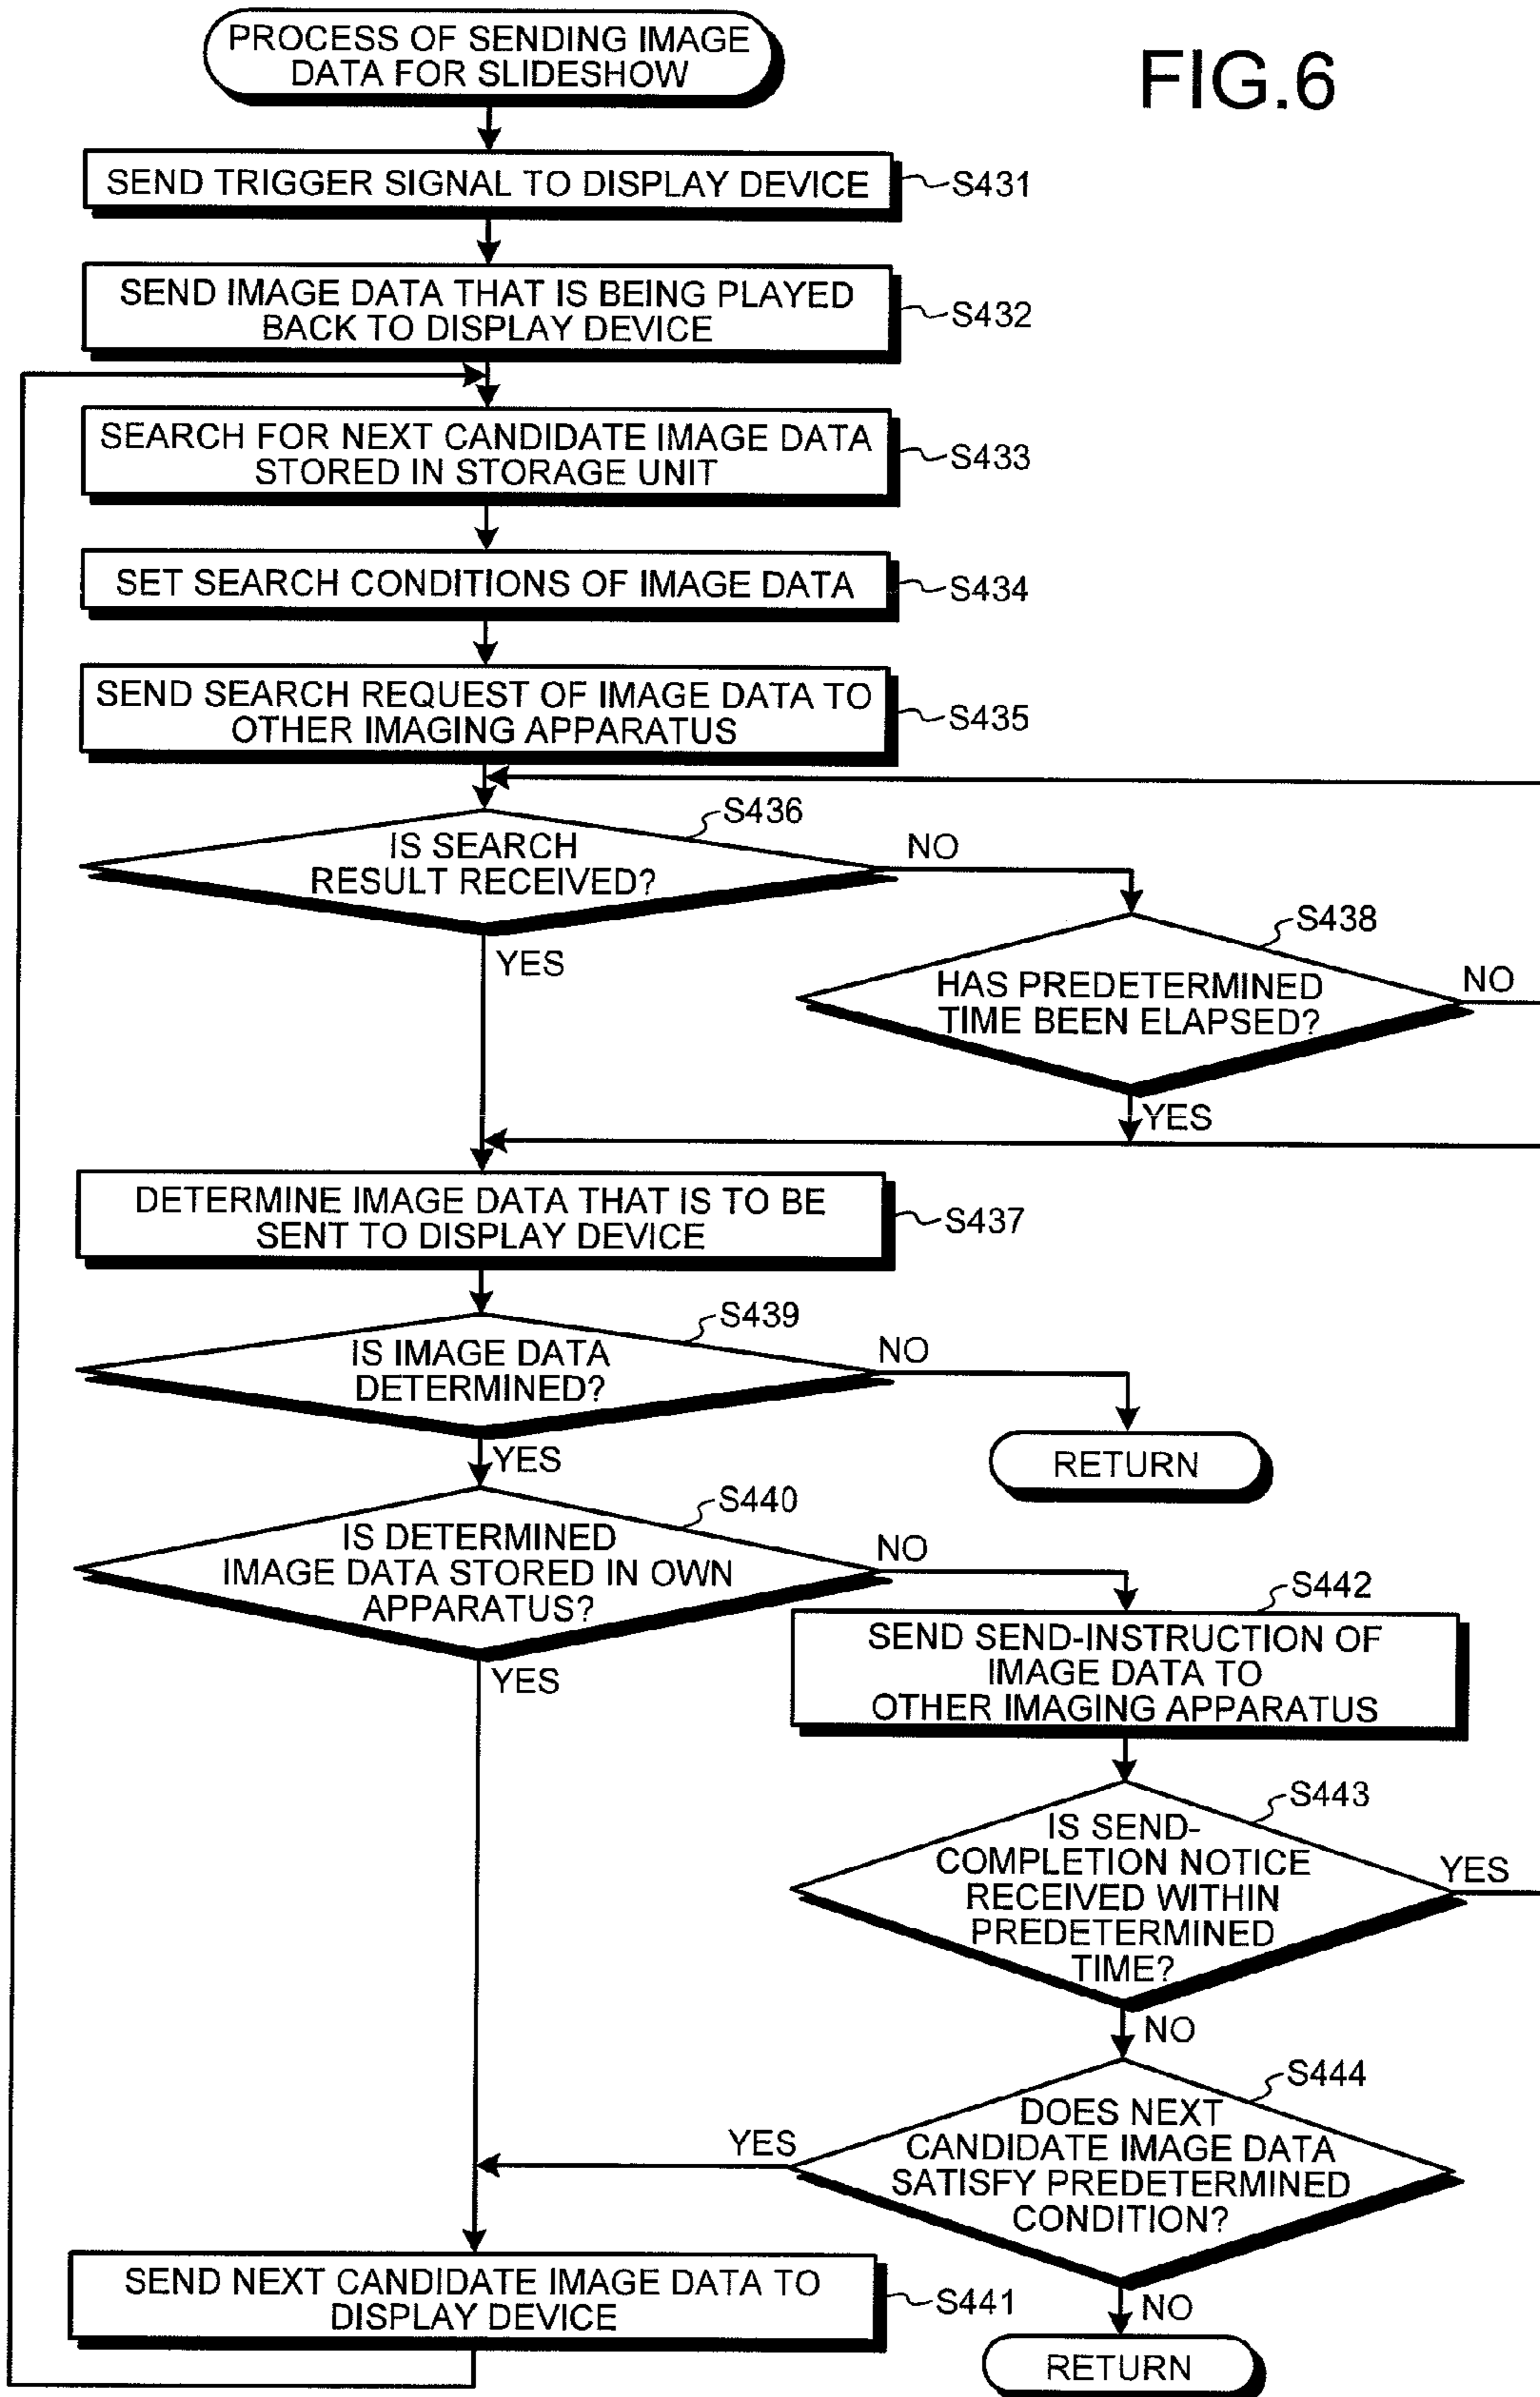 PROCESS OF SENDING IMAGE
DATA FOR SLIDESHOW
FIG.6
SEND TRIGGER SIGNAL TO DISPLAY DEVICE
S431
SEND IMAGE DATA THAT IS BEING PLAYED
BACK TO DISPLAY DEVICE
S432
SEARCH FOR NEXT CANDIDATE IMAGE DATA
STORED IN STORAGE UNIT
S433
SET SEARCH CONDITIONS OF IMAGE DATA
S434
SEND SEARCH REQUEST OF IMAGE DATA TO
OTHER IMAGING APPARATUS
S435
S436
IS SEARCH
RESULT RECEIVED?
NO
YES
S438
HAS PREDETERMINED
TIME BEEN ELAPSED?
NO
YES
DETERMINE IMAGE DATA THAT IS TO BE
SENT TO DISPLAY DEVICE
S437
S439
IS IMAGE DATA
DETERMINED?
NO
YES
RETURN
S440
IS DETERMINED
IMAGE DATA STORED IN OWN
APPARATUS?
NO
YES
S442
SEND SEND-INSTRUCTION OF
IMAGE DATA TO
OTHER IMAGING APPARATUS
S443
IS SEND-
COMPLETION NOTICE
RECEIVED WITHIN
PREDETERMINED
TIME?
YES
NO
S444
DOES NEXT
CANDIDATE IMAGE DATA
SATISFY PREDETERMINED
CONDITION?
YES
NO
SEND NEXT CANDIDATE IMAGE DATA TO
DISPLAY DEVICE
S441
RETURN